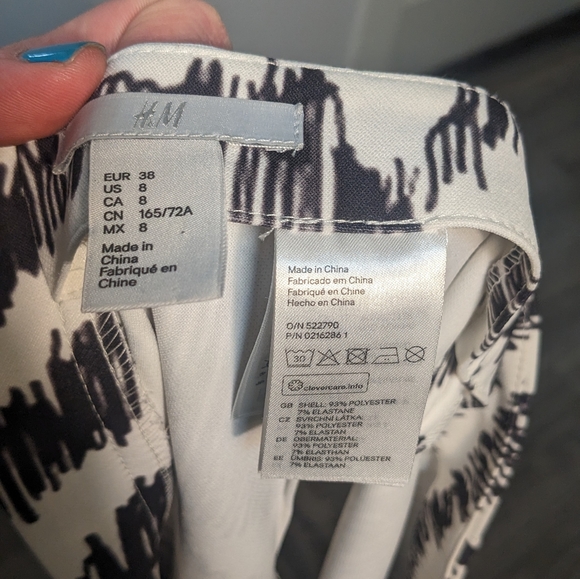 H&M
EUR 38
US 8
CA 8
CN 165/72A
MX 8
Made in
China
Fabriqué en
Chine
Made in China
Fabricado em China
Fabriqué en Chine
Hecho en China
O/N 522790
P/N 0216286 1
30
clevercare.info
GB SHELL: 93% POLYESTER
7% ELASTANE
CZ SVRCHNÍ LÁTKA:
93% POLYESTER
7% ELASTAN
DE OBERMATERIAL:
93% POLYESTER
7% ELASTHAN
EE ÜMBRIS: 93% POLÜESTER
7% ELASTAAN